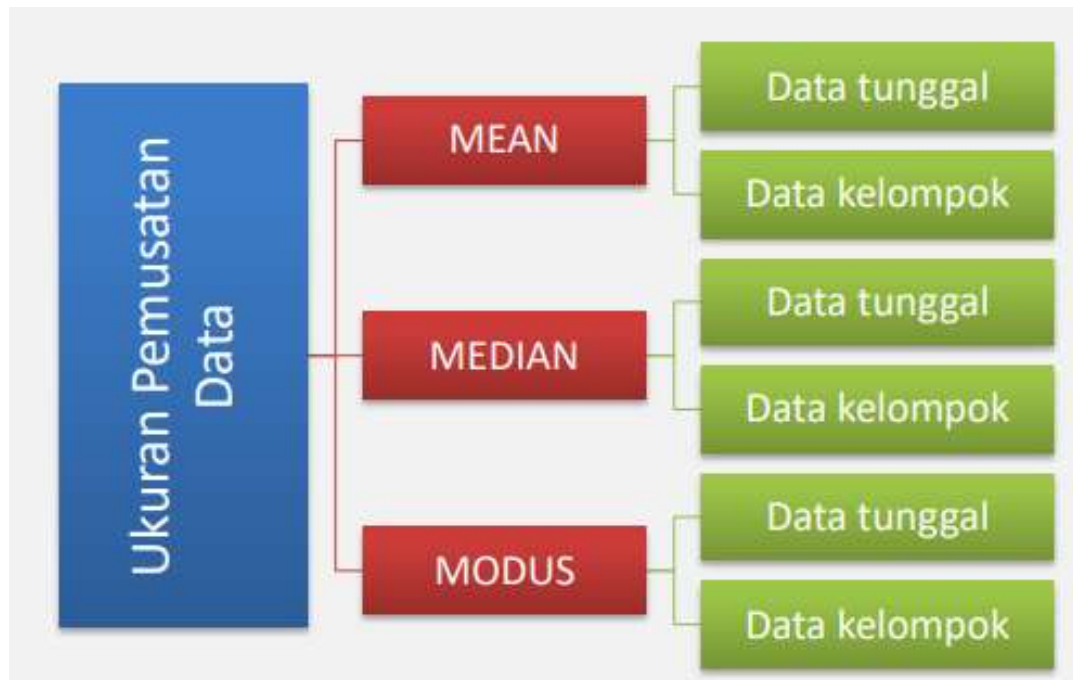 Ukuran Pemusatan
Data
MEAN
Data tunggal
Data kelompok
MEDIAN
Data tunggal
Data kelompok
MODUS
Data tunggal
Data kelompok